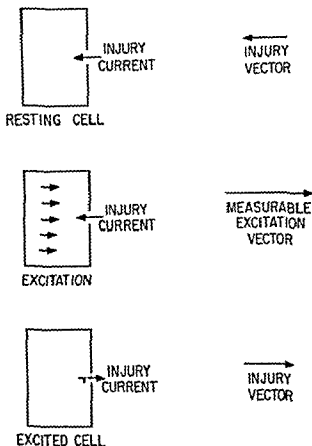 INJURY
CURRENT
INJURY
VECTOR
RESTING CELL
INJURY
CURRENT
MEASURABLE
EXCITATION
VECTOR
EXCITATION
INJURY
CURRENT
INJURY
VECTOR
EXCITED CELL